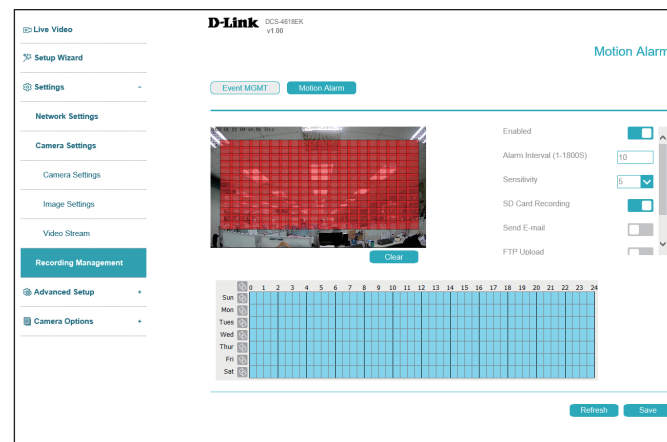 D-Link DCS-4618EK
v1.00
Live Video
Setup Wizard
Settings -
Network Settings
Camera Settings
Camera Settings
Image Settings
Video Stream
Recording Management
Advanced Setup +
Camera Options +
Motion Alarm
Event MGMT Motion Alarm
Enabled
Alarm Interval (1-1800S) 10
Sensitivity 5
SD Card Recording
Send E-mail
FTP Upload
Clear
0 1 2 3 4 5 6 7 8 9 10 11 12 13 14 15 16 17 18 19 20 21 22 23 24
Sun
Mon
Tues
Wed
Thur
Fri
Sat
Refresh Save